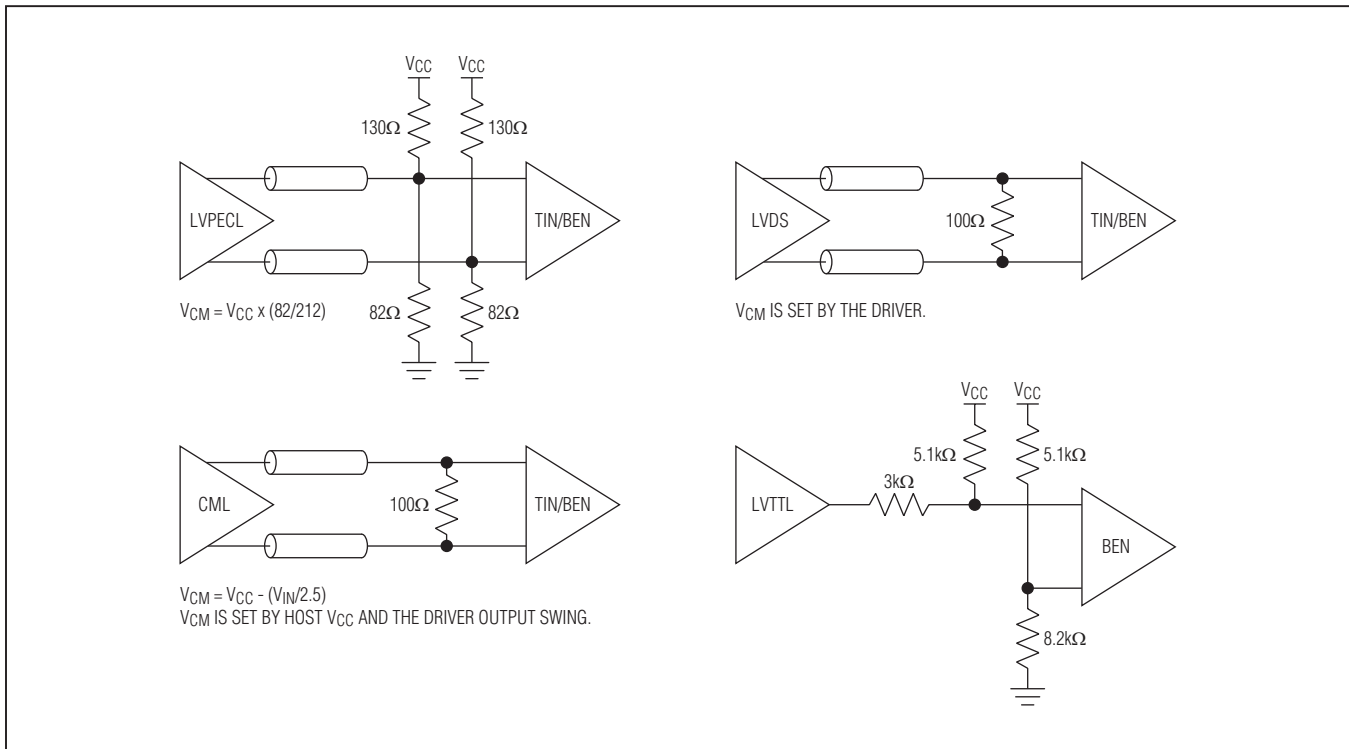 VCC VCC
130Ω 130Ω
LVPECL TIN/BEN
82Ω 82Ω
VCM = VCC x (82/212)
LVDS 100Ω TIN/BEN
VCM IS SET BY THE DRIVER.
CML 100Ω TIN/BEN
VCM = VCC - (VIN/2.5)
VCM IS SET BY HOST VCC AND THE DRIVER OUTPUT SWING.
VCC VCC
5.1kΩ 5.1kΩ
3kΩ
LVTTL
BEN
8.2kΩ